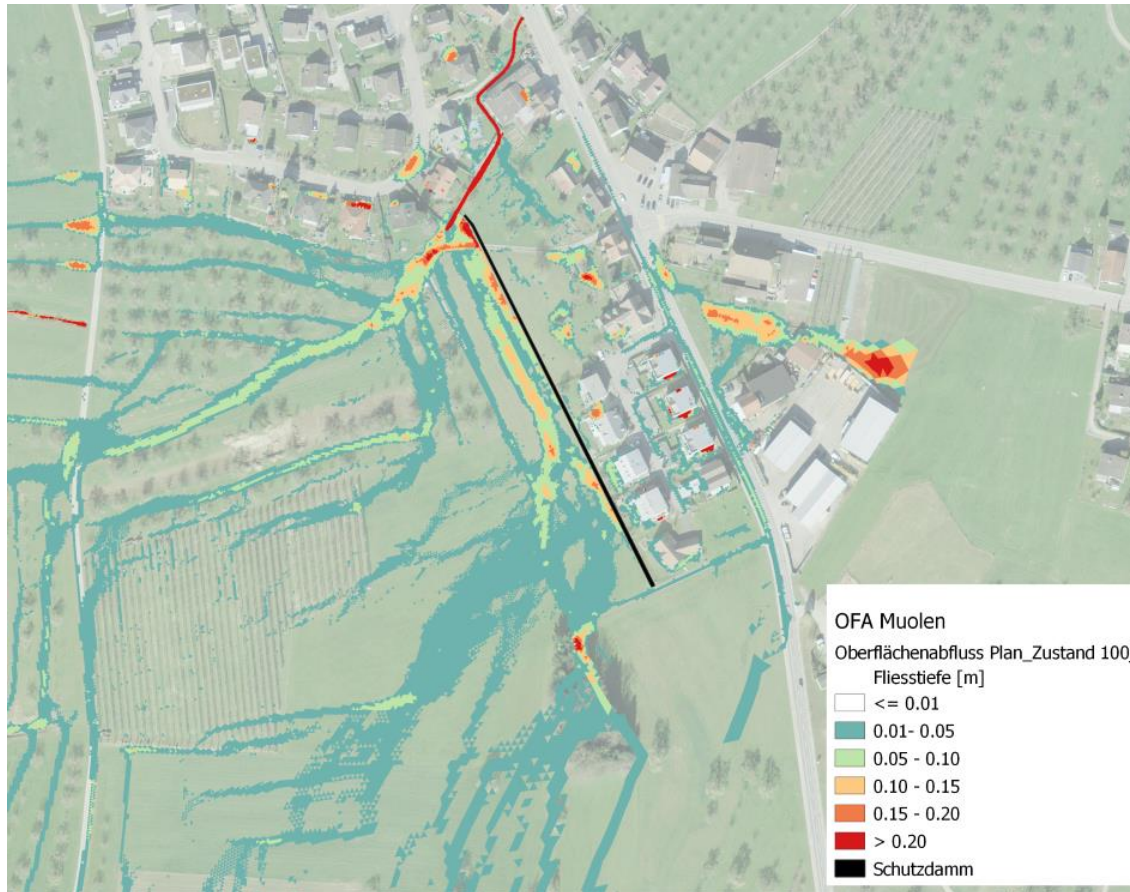 OFA Muolen
Oberflächenabfluss Plan_Zustand 100_
Fliesstiefe [m]
<= 0.01
0.01- 0.05
0.05 - 0.10
0.10 - 0.15
0.15 - 0.20
> 0.20
Schutzdamm